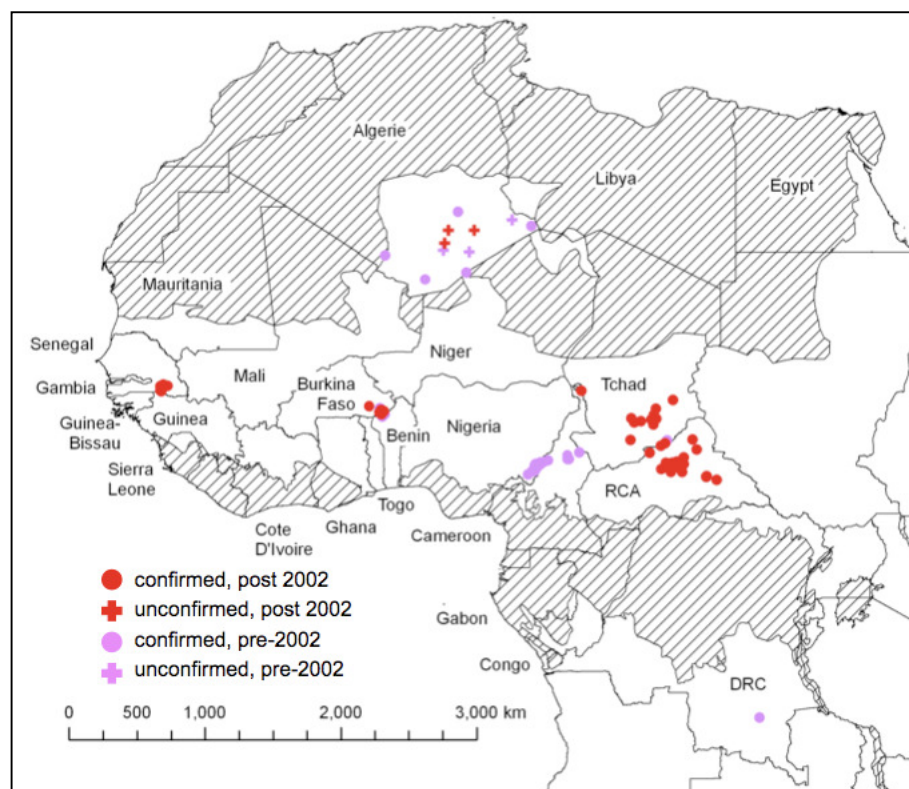 Algerie
Libya
Egypt
Mauritania
Senegal
Niger
Tchad
Mali
Gambia
Burkina
Faso
Guinea-
Bissau
Guinea
Benin
Nigeria
Sierra
Leone
RCA
Togo
Ghana
Cote
D'Ivoire
Cameroon
confirmed, post 2002
unconfirmed, post 2002
confirmed, pre-2002
unconfirmed, pre-2002
Gabon
Congo
DRC
0 500 1,000 2,000 3,000 km